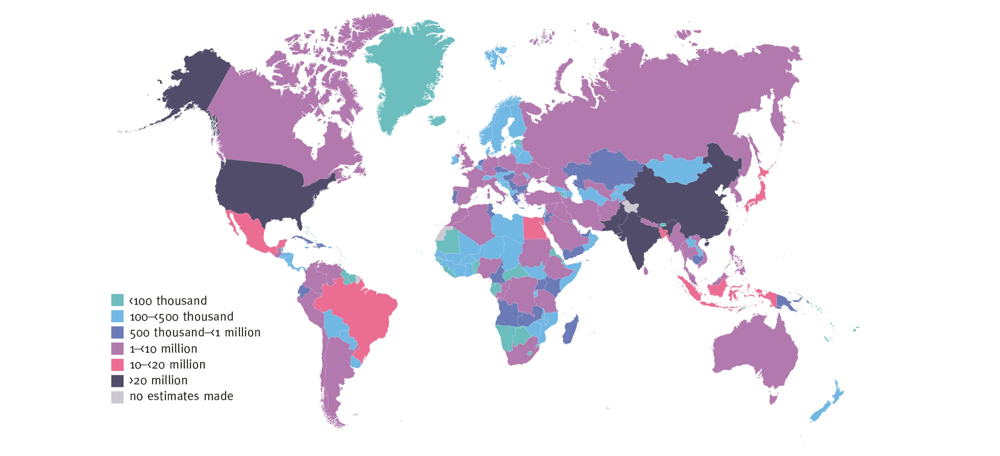 <100 thousand
100–<500 thousand
500 thousand–<1 million
1–<10 million
10–<20 million
>20 million
no estimates made